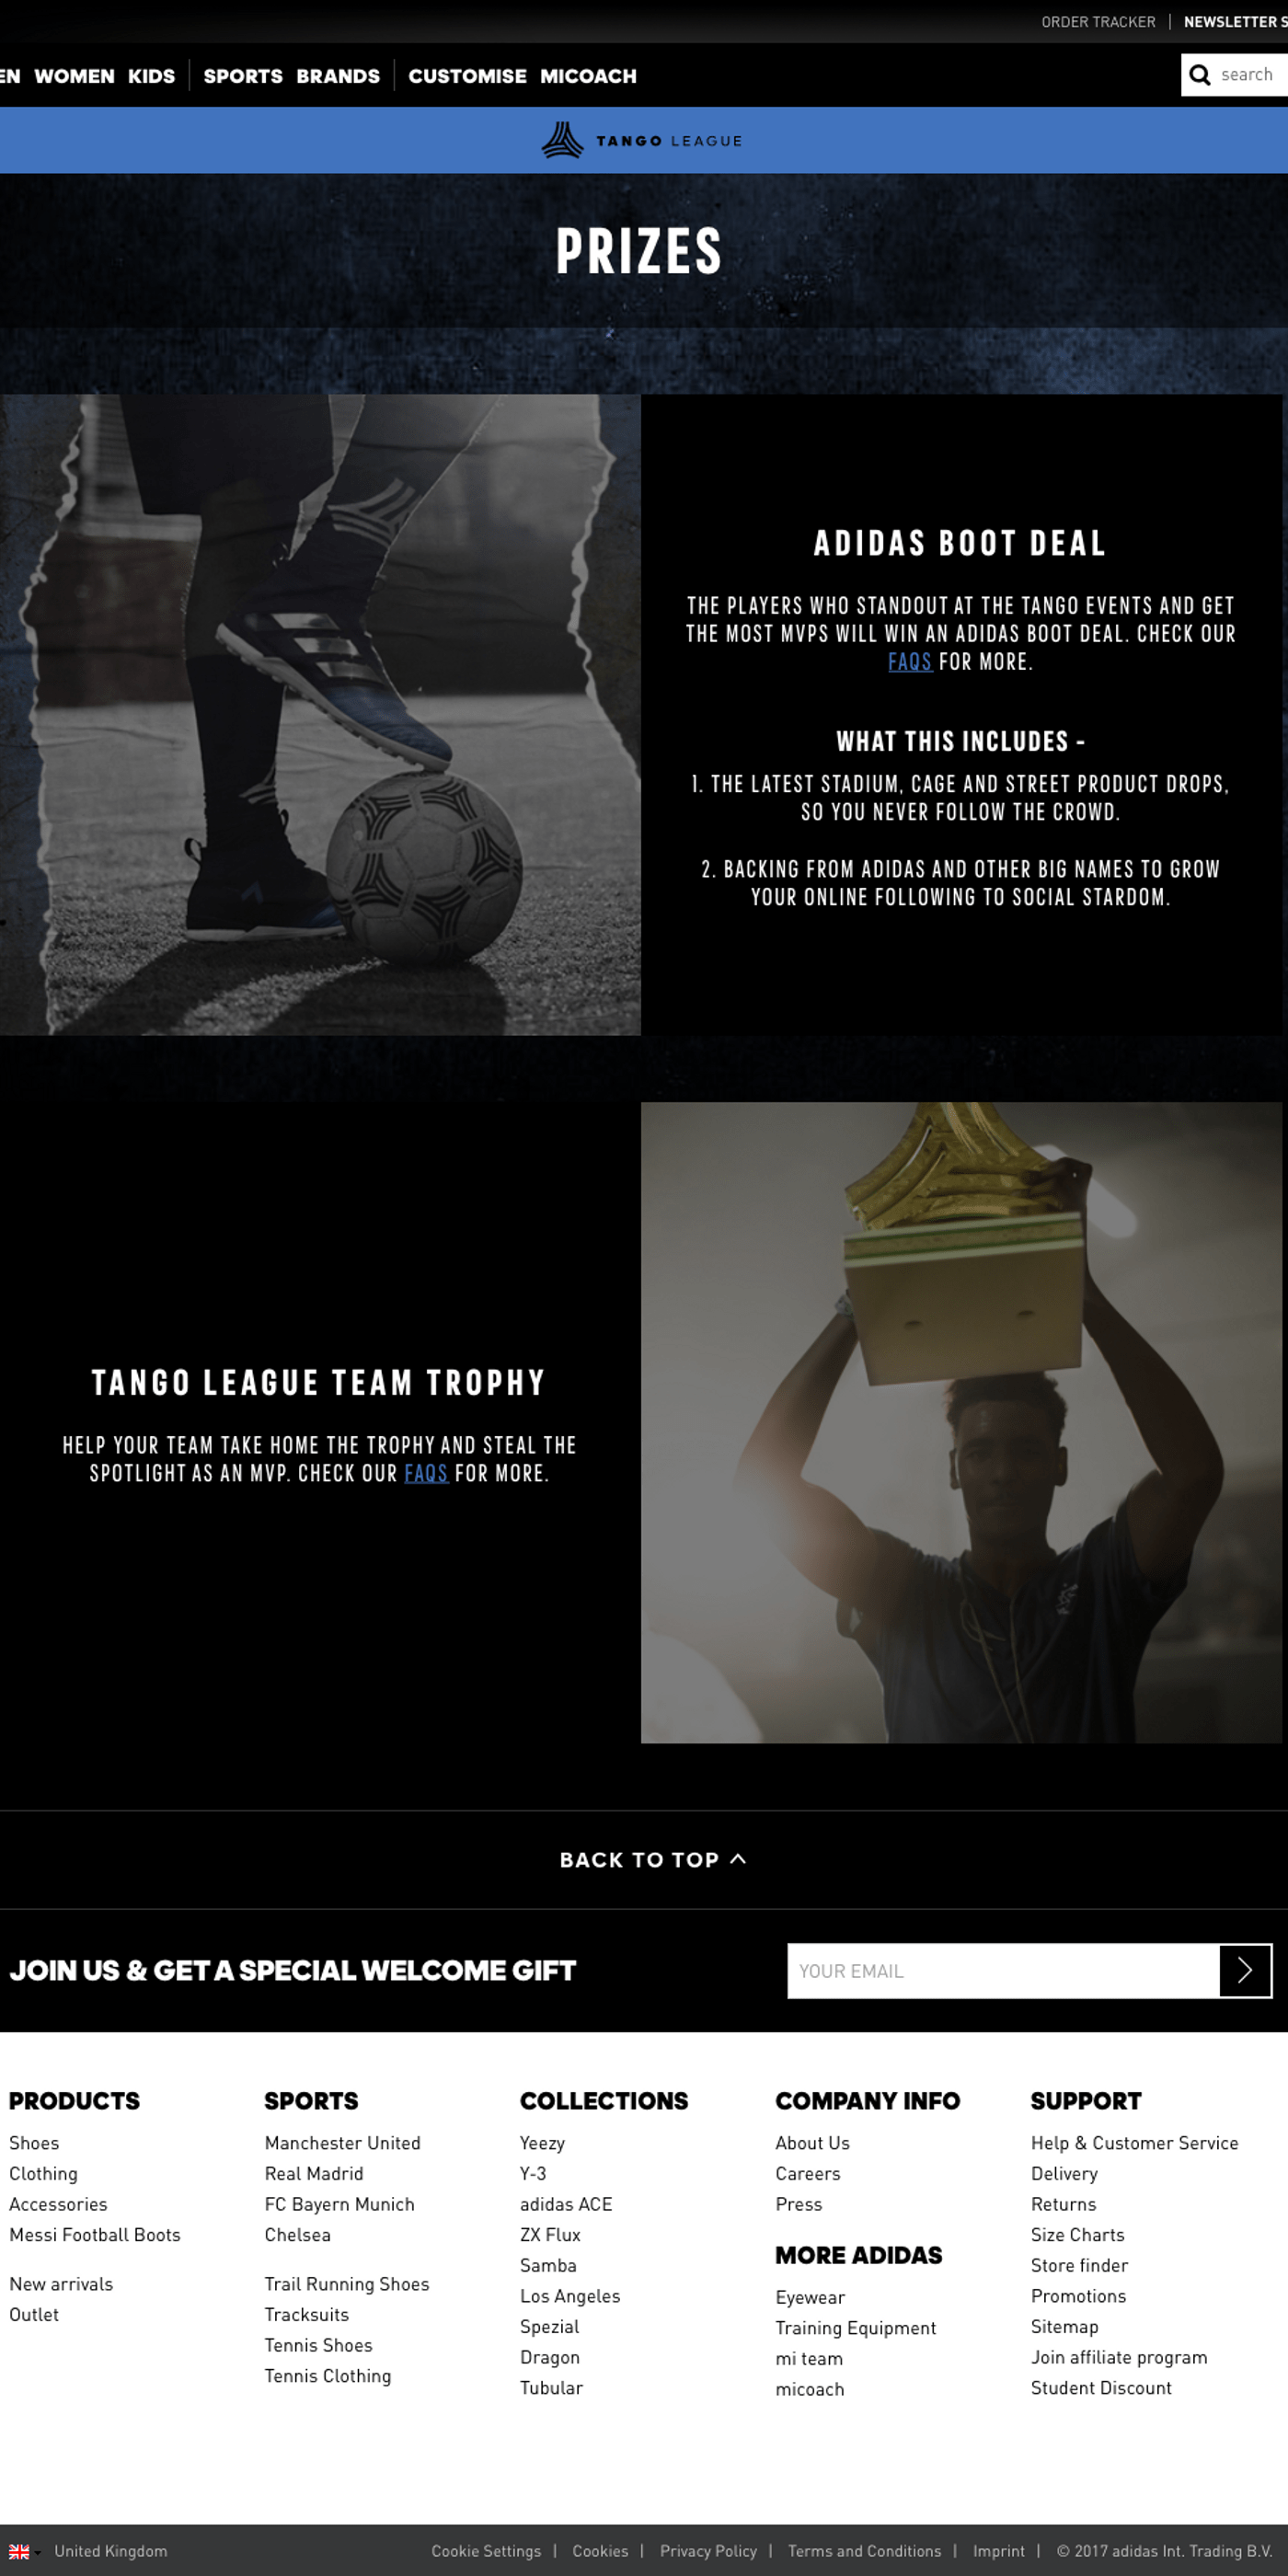 ORDER TRACKER | NEWSLETTER S
EN WOMEN KIDS | SPORTS BRANDS | CUSTOMISE MICOACH
search
TANGO LEAGUE
PRIZES
ADIDAS BOOT DEAL
THE PLAYERS WHO STANDOUT AT THE TANGO EVENTS AND GET
THE MOST MVPS WILL WIN AN ADIDAS BOOT DEAL. CHECK OUR
FAQS FOR MORE.
WHAT THIS INCLUDES -
1. THE LATEST STADIUM, CAGE AND STREET PRODUCT DROPS,
SO YOU NEVER FOLLOW THE CROWD.
2. BACKING FROM ADIDAS AND OTHER BIG NAMES TO GROW
YOUR ONLINE FOLLOWING TO SOCIAL STARDOM.
TANGO LEAGUE TEAM TROPHY
HELP YOUR TEAM TAKE HOME THE TROPHY AND STEAL THE
SPOTLIGHT AS AN MVP. CHECK OUR FAQS FOR MORE.
BACK TO TOP
JOIN US & GET A SPECIAL WELCOME GIFT
YOUR EMAIL
PRODUCTS
Shoes
Clothing
Accessories
Messi Football Boots
New arrivals
Outlet
SPORTS
Manchester United
Real Madrid
FC Bayern Munich
Chelsea
Trail Running Shoes
Tracksuits
Tennis Shoes
Tennis Clothing
COLLECTIONS
Yeezy
Y-3
adidas ACE
ZX Flux
Samba
Los Angeles
Spezial
Dragon
Tubular
COMPANY INFO
About Us
Careers
Press
MORE ADIDAS
Eyewear
Training Equipment
mi team
micoach
SUPPORT
Help & Customer Service
Delivery
Returns
Size Charts
Store finder
Promotions
Sitemap
Join affiliate program
Student Discount
United Kingdom
Cookie Settings | Cookies | Privacy Policy | Terms and Conditions | Imprint | © 2017 adidas Int. Trading B.V.